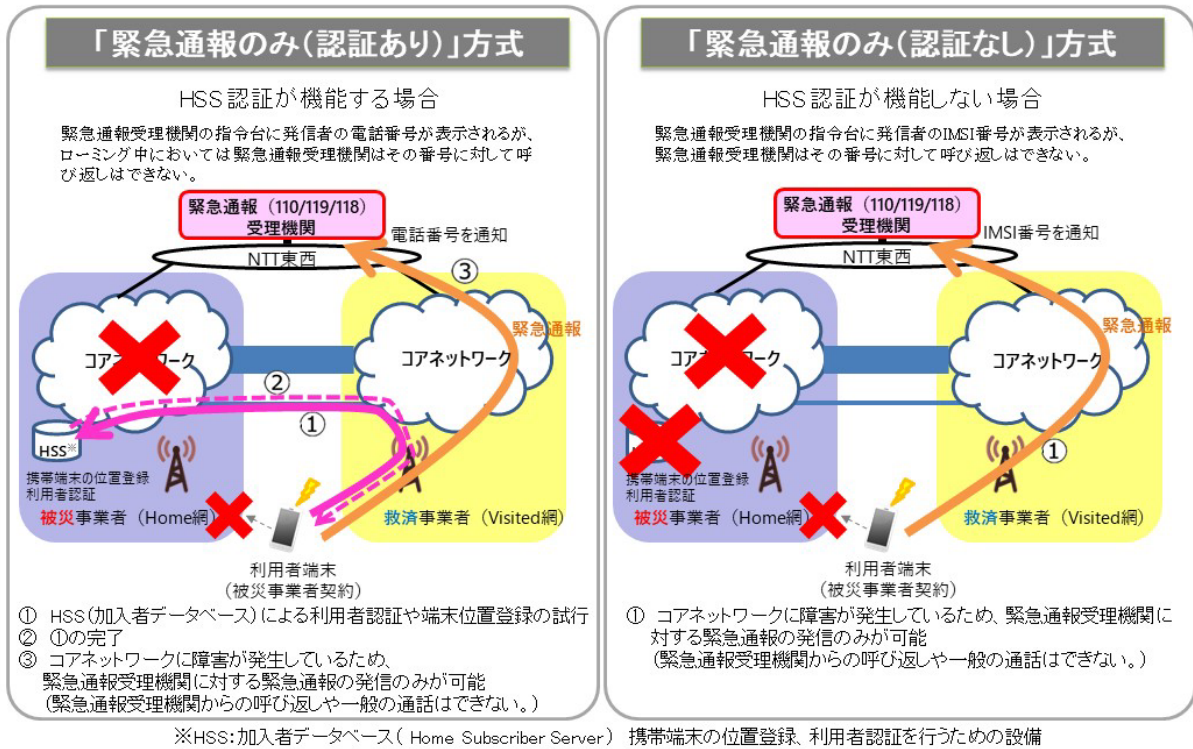 「緊急通報のみ(認証あり)」方式
HSS認証が機能する場合
緊急通報受理機関の指令台に発信者の電話番号が表示されるが、
ローミング中においては緊急通報受理機関はその番号に対して呼
び返しはできない。
緊急通報(110/119/118)
受理機関
電話番号を通知
NTT東西
③
緊急通報
コアネットワーク
コアネットワーク
②
①
HSS※
携帯端末の位置登録
利用者認証
被災事業者(Home網)
救済事業者(Visited網)
利用者端末
(被災事業者契約)
① HSS(加入者データベース)による利用者認証や端末位置登録の試行
② ①の完了
③ コアネットワークに障害が発生しているため、
緊急通報受理機関に対する緊急通報の発信のみが可能
(緊急通報受理機関からの呼び返しや一般の通話はできない。)
「緊急通報のみ(認証なし)」方式
HSS認証が機能しない場合
緊急通報受理機関の指令台に発信者のIMSI番号が表示されるが、
緊急通報受理機関はその番号に対して呼び返しはできない。
緊急通報(110/119/118)
受理機関
IMSI番号を通知
NTT東西
緊急通報
コアネットワーク
コアネットワーク
①
携帯端末の位置登録
利用者認証
被災事業者(Home網)
救済事業者(Visited網)
利用者端末
(被災事業者契約)
① コアネットワークに障害が発生しているため、緊急通報受理機関に
対する緊急通報の発信のみが可能
(緊急通報受理機関からの呼び返しや一般の通話はできない。)
※HSS:加入者データベース( Home Subscriber Server) 携帯端末の位置登録、利用者認証を行うための設備